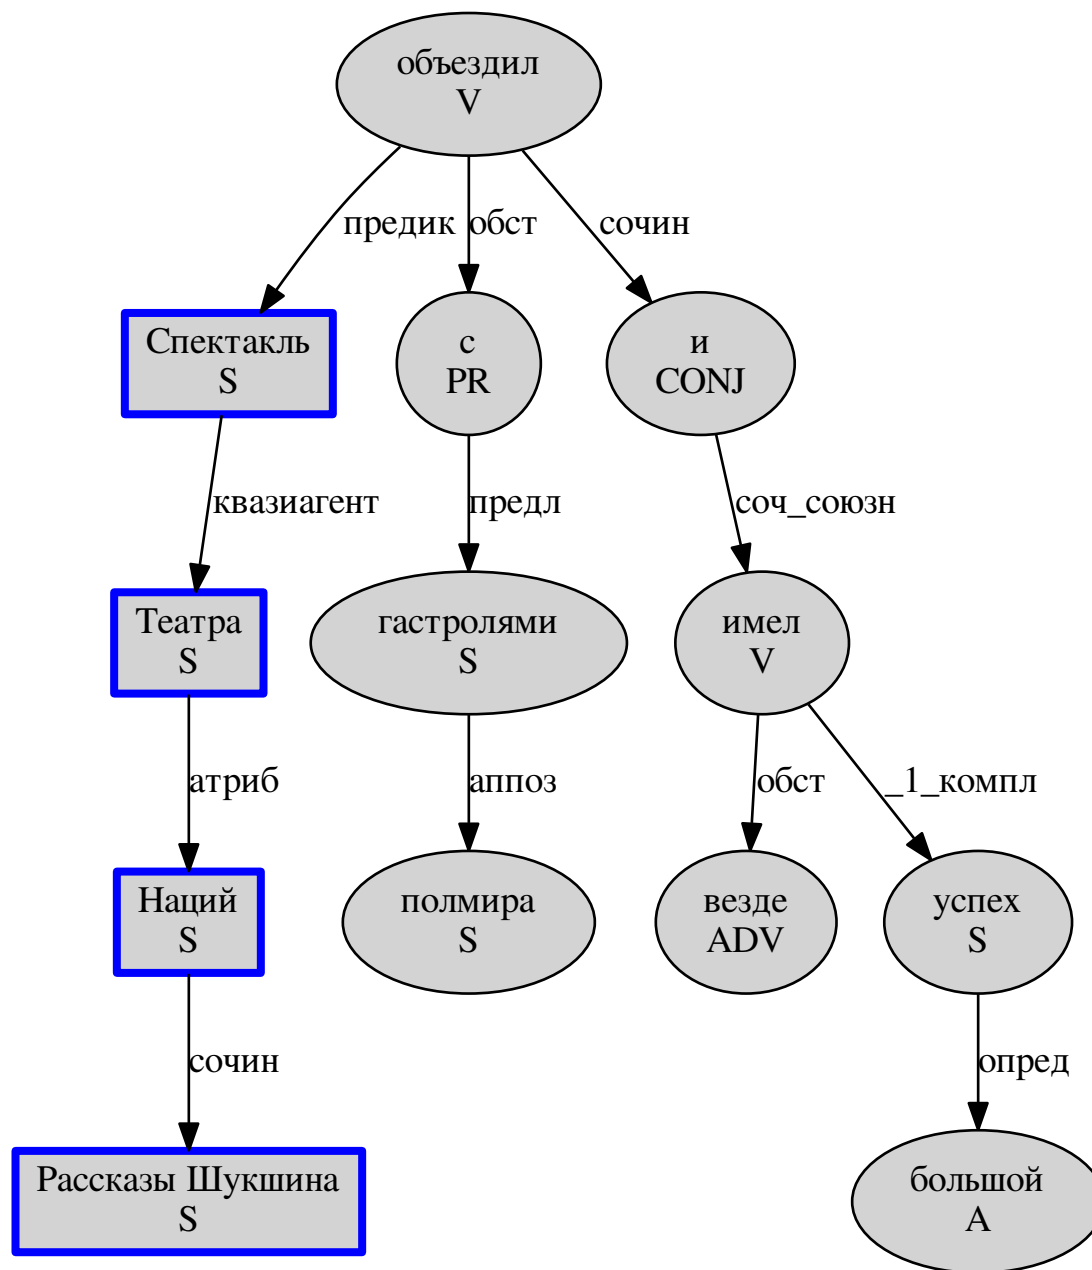 объездил
V
предик
обст
сочин
Спектакль
S
с
PR
и
CONJ
квазиагент
предл
соч_союзн
Театра
S
гастролями
S
имел
V
атриб
аппоз
обст
_1_компл
Наций
S
полмира
S
везде
ADV
успех
S
сочин
опред
Рассказы Шукшина
S
большой
A